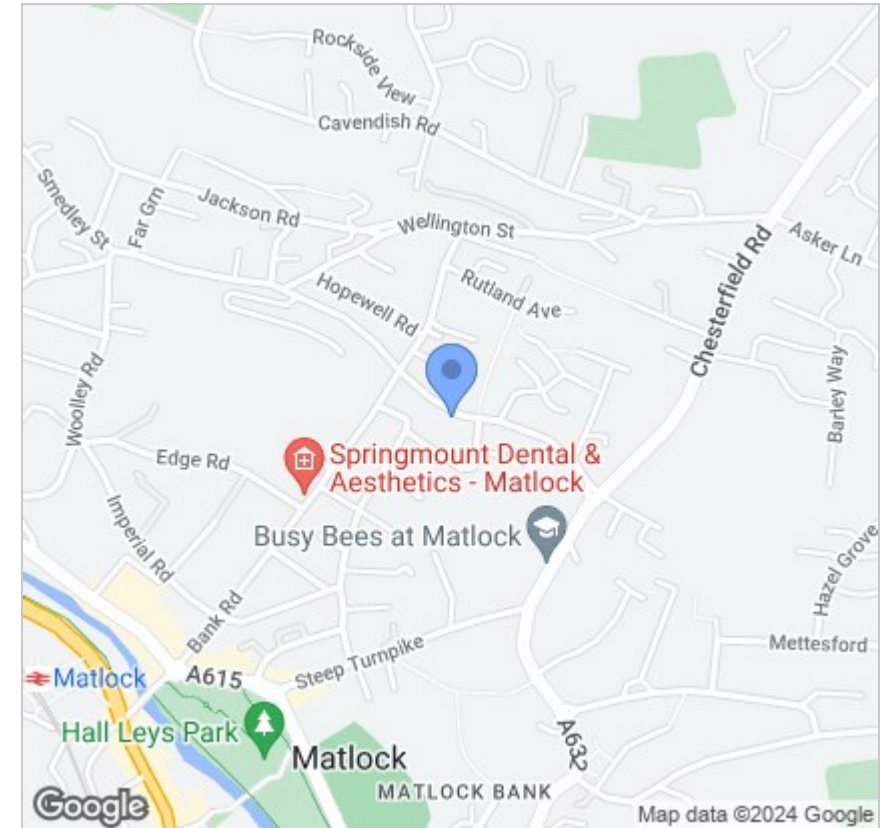 Rockside View
Cavendish Rd
Smedley St
Far Grn
Jackson Rd
Wellington St
Asker Ln
Chesterfield Rd
Rutland Ave
Hopewell Rd
Barley Way
Woolley Rd
Edge Rd
Springmount Dental &
Aesthetics - Matlock
Busy Bees at Matlock
Imperial Rd
Hazel Grove
Bank Rd
Steep Turnpike
Mettesford
Matlock
A615
Hall Leys Park
Matlock
A632
MATLOCK BANK
Google
Map data ©2024 Google